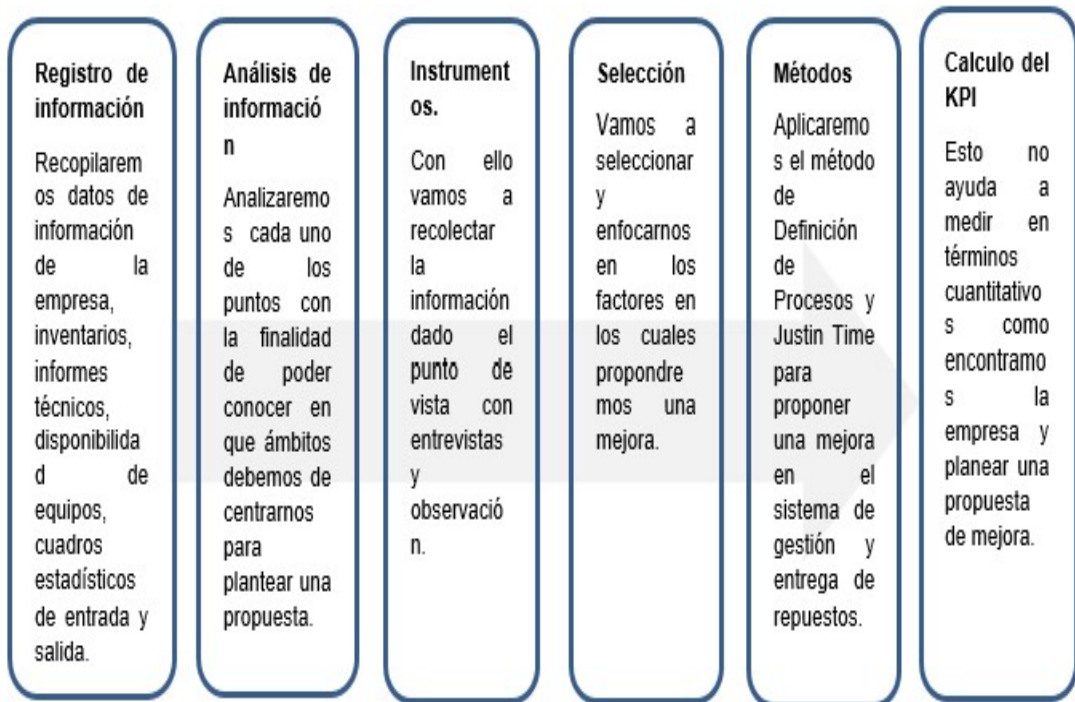 Registro de
información
Recopilarem
os datos de
información
de la
empresa,
inventarios,
informes
técnicos,
disponibilida
d de
equipos,
cuadros
estadísticos
de entrada y
salida.
Análisis de
informació
n
Analizaremo
s cada uno
de los
puntos con
la finalidad
de poder
conocer en
que ámbitos
debemos de
centrarnos
para
plantear una
propuesta.
Instrument
os.
Con ello
vamos a
recolectar
la
información
dado el
punto de
vista con
entrevistas
y
observació
n.
Selección
Vamos a
seleccionar
y
enfocarnos
en los
factores en
los cuales
propondre
mos una
mejora.
Métodos
Aplicaremo
s el método
de
Definición
de
Procesos y
Justin Time
para
proponer
una mejora
en el
sistema de
gestión y
entrega de
repuestos.
Calculo del
KPI
Esto no
ayuda a
medir en
términos
cuantitativo
s como
encontramo
s la
empresa y
planear una
propuesta
de mejora.